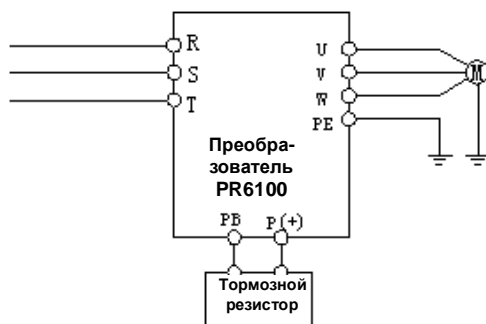 R
S
T
U
V
W
PE
M
Преобра-
зователь
PR6100
PB
P(+)
Тормозной
резистор